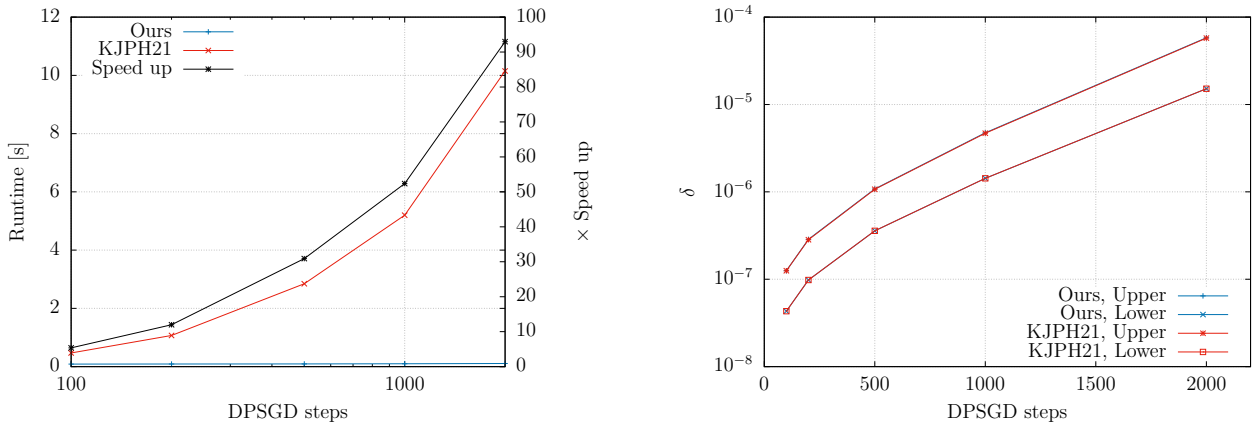 Ours
KJPH21
Speed up
12
10
8
6
4
2
0
Runtime [s]
100
1000
DPSGD steps
100
90
80
70
60
50
40
30
20
10
0
× Speed up
10⁻⁴
10⁻⁵
10⁻⁶
10⁻⁷
10⁻⁸
δ
Ours, Upper
Ours, Lower
KJPH21, Upper
KJPH21, Lower
0
500
1000
1500
2000
DPSGD steps